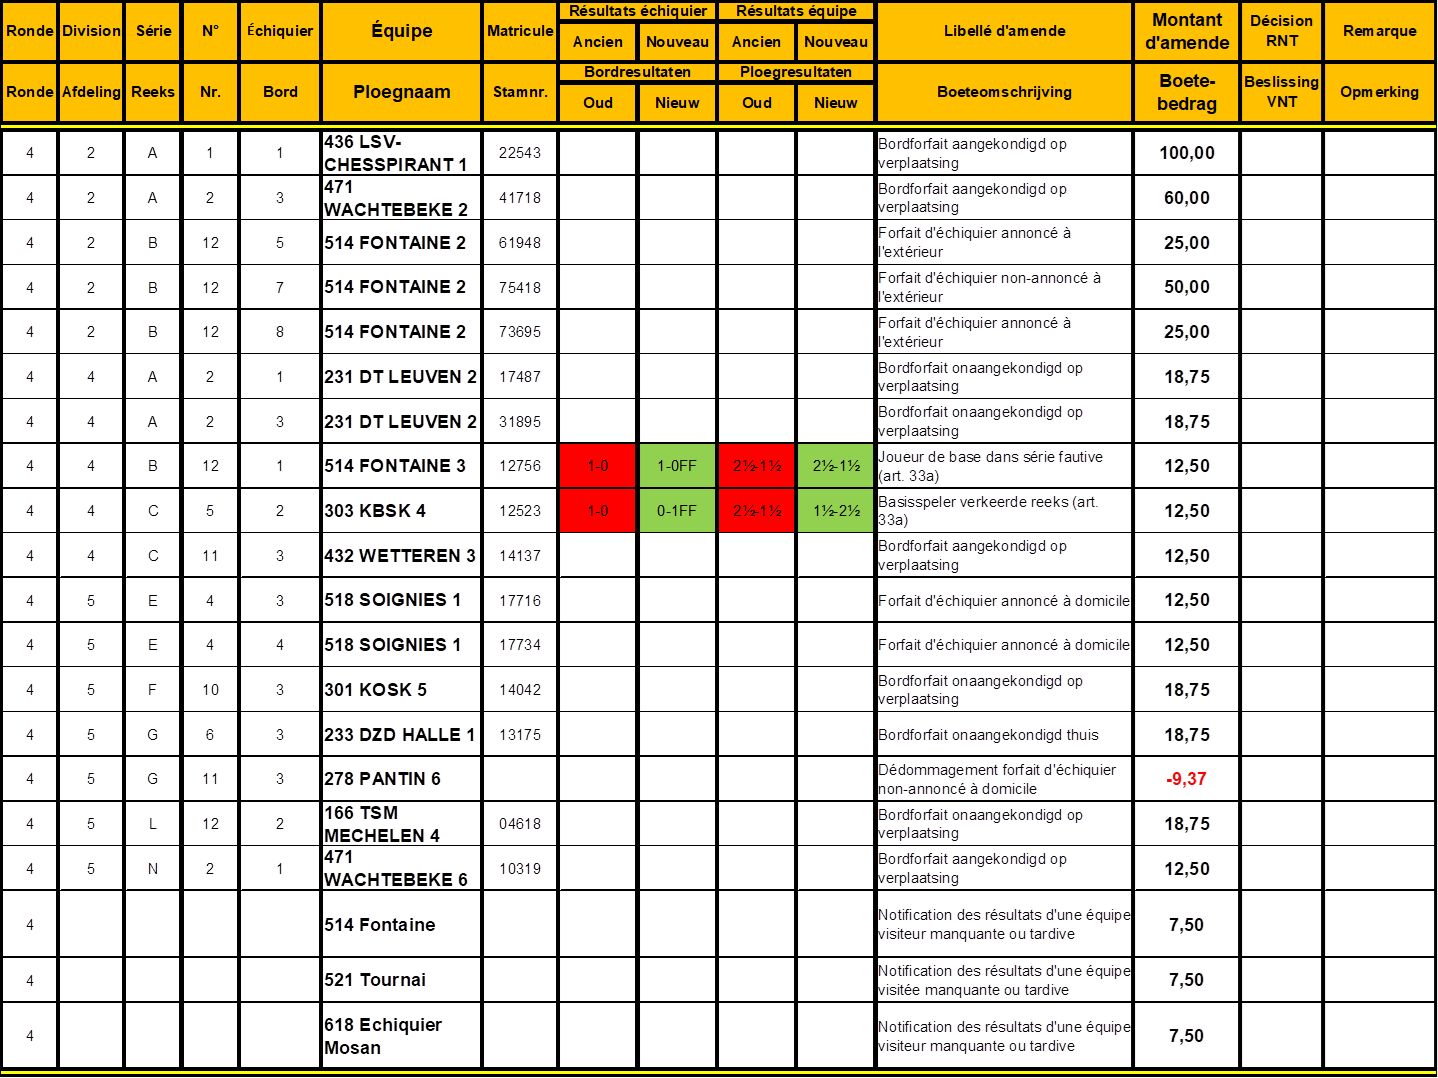 Ronde Division Série N° Échiquier Équipe Matricule Résultats échiquier Résultats équipe Libellé d'amende Montant d'amende Décision RNT Remarque
Ancien Nouveau Ancien Nouveau
Ronde Afdeling Reeks Nr. Bord Ploegnaam Stamnr. Bordresultaten Ploegresultaten Boeteomschrijving Boete-bedrag Beslissing VNT Opmerking
Oud Nieuw Oud Nieuw
4 2 A 1 1 436 LSV-CHESSPIRANT 1 22543 Bordforfait aangekondigd op verplaatsing 100,00
4 2 A 2 3 471 WACHTEBEKE 2 41718 Bordforfait aangekondigd op verplaatsing 60,00
4 2 B 12 5 514 FONTAINE 2 61948 Forfait d'échiquier annoncé à l'extérieur 25,00
4 2 B 12 7 514 FONTAINE 2 75418 Forfait d'échiquier non-annoncé à l'extérieur 50,00
4 2 B 12 8 514 FONTAINE 2 73695 Forfait d'échiquier annoncé à l'extérieur 25,00
4 4 A 2 1 231 DT LEUVEN 2 17487 Bordforfait onaangekondigd op verplaatsing 18,75
4 4 A 2 3 231 DT LEUVEN 2 31895 Bordforfait onaangekondigd op verplaatsing 18,75
4 4 B 12 1 514 FONTAINE 3 12756 1-0 1-0FF 2½-1½ 2½-1½ Joueur de base dans série fautive (art. 33a) 12,50
4 4 C 5 2 303 KBSK 4 12523 1-0 0-1FF 2½-1½ 1½-2½ Basisspeler verkeerde reeks (art. 33a) 12,50
4 4 C 11 3 432 WETTEREN 3 14137 Bordforfait aangekondigd op verplaatsing 12,50
4 5 E 4 3 518 SOIGNIES 1 17716 Forfait d'échiquier annoncé à domicile 12,50
4 5 E 4 4 518 SOIGNIES 1 17734 Forfait d'échiquier annoncé à domicile 12,50
4 5 F 10 3 301 KOSK 5 14042 Bordforfait onaangekondigd op verplaatsing 18,75
4 5 G 6 3 233 DZD HALLE 1 13175 Bordforfait onaangekondigd thuis 18,75
4 5 G 11 3 278 PANTIN 6 Dédommagement forfait d'échiquier non-annoncé à domicile -9,37
4 5 L 12 2 166 TSM MECHELEN 4 04618 Bordforfait onaangekondigd op verplaatsing 18,75
4 5 N 2 1 471 WACHTEBEKE 6 10319 Bordforfait aangekondigd op verplaatsing 12,50
4 514 Fontaine Notification des résultats d'une équipe visiteur manquante ou tardive 7,50
4 521 Tournai Notification des résultats d'une équipe visitée manquante ou tardive 7,50
4 618 Echiquier Mosan Notification des résultats d'une équipe visiteur manquante ou tardive 7,50